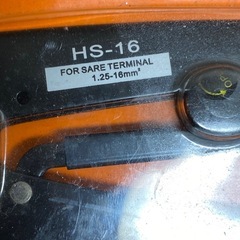 HS-16
FOR SARE TERMINAL
1.25-16mm²